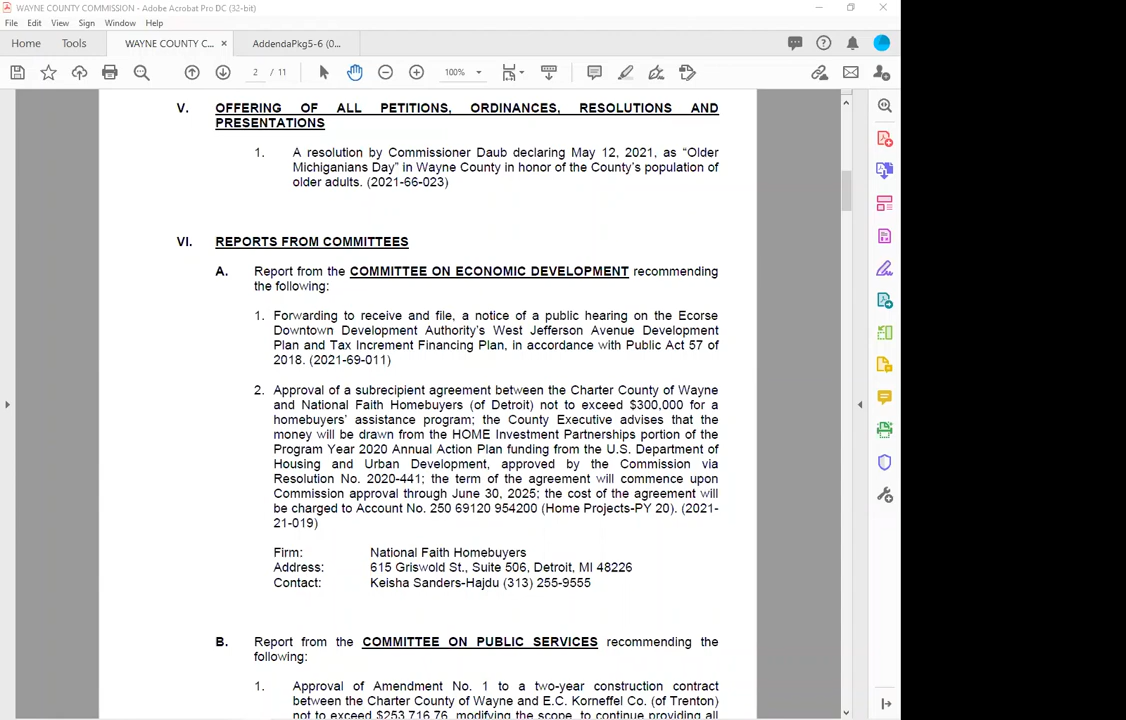 WAYNE COUNTY COMMISSION - Adobe Acrobat Pro DC (32-bit)
File Edit View Sign Window Help
Home Tools WAYNE COUNTY C... × AddendaPkg5-6 (0...
2 / 11 100%
V. OFFERING OF ALL PETITIONS, ORDINANCES, RESOLUTIONS AND
PRESENTATIONS
1. A resolution by Commissioner Daub declaring May 12, 2021, as “Older
Michiganians Day” in Wayne County in honor of the County’s population of
older adults. (2021-66-023)
VI. REPORTS FROM COMMITTEES
A. Report from the COMMITTEE ON ECONOMIC DEVELOPMENT recommending
the following:
1. Forwarding to receive and file, a notice of a public hearing on the Ecorse
Downtown Development Authority’s West Jefferson Avenue Development
Plan and Tax Increment Financing Plan, in accordance with Public Act 57 of
2018. (2021-69-011)
2. Approval of a subrecipient agreement between the Charter County of Wayne
and National Faith Homebuyers (of Detroit) not to exceed $300,000 for a
homebuyers’ assistance program; the County Executive advises that the
money will be drawn from the HOME Investment Partnerships portion of the
Program Year 2020 Annual Action Plan funding from the U.S. Department of
Housing and Urban Development, approved by the Commission via
Resolution No. 2020-441; the term of the agreement will commence upon
Commission approval through June 30, 2025; the cost of the agreement will
be charged to Account No. 250 69120 954200 (Home Projects-PY 20). (2021-
21-019)
Firm: National Faith Homebuyers
Address: 615 Griswold St., Suite 506, Detroit, MI 48226
Contact: Keisha Sanders-Hajdu (313) 255-9555
B. Report from the COMMITTEE ON PUBLIC SERVICES recommending the
following:
1. Approval of Amendment No. 1 to a two-year construction contract
between the Charter County of Wayne and E.C. Korneffel Co. (of Trenton)
not to exceed $253,716.76, modifying the scope, to continue providing all